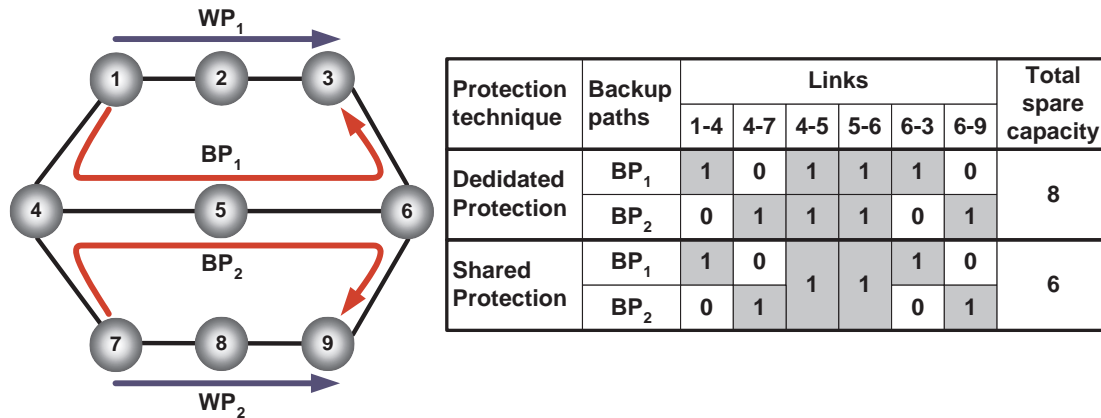 WP1
1 2 3
BP1
4 5 6
BP2
7 8 9
WP2
Protection technique Backup paths Links Total spare capacity
1-4 4-7 4-5 5-6 6-3 6-9
Dedidated Protection BP1 1 0 1 1 1 0 8
BP2 0 1 1 1 0 1
Shared Protection BP1 1 0 1 1 1 0 6
BP2 0 1 0 1